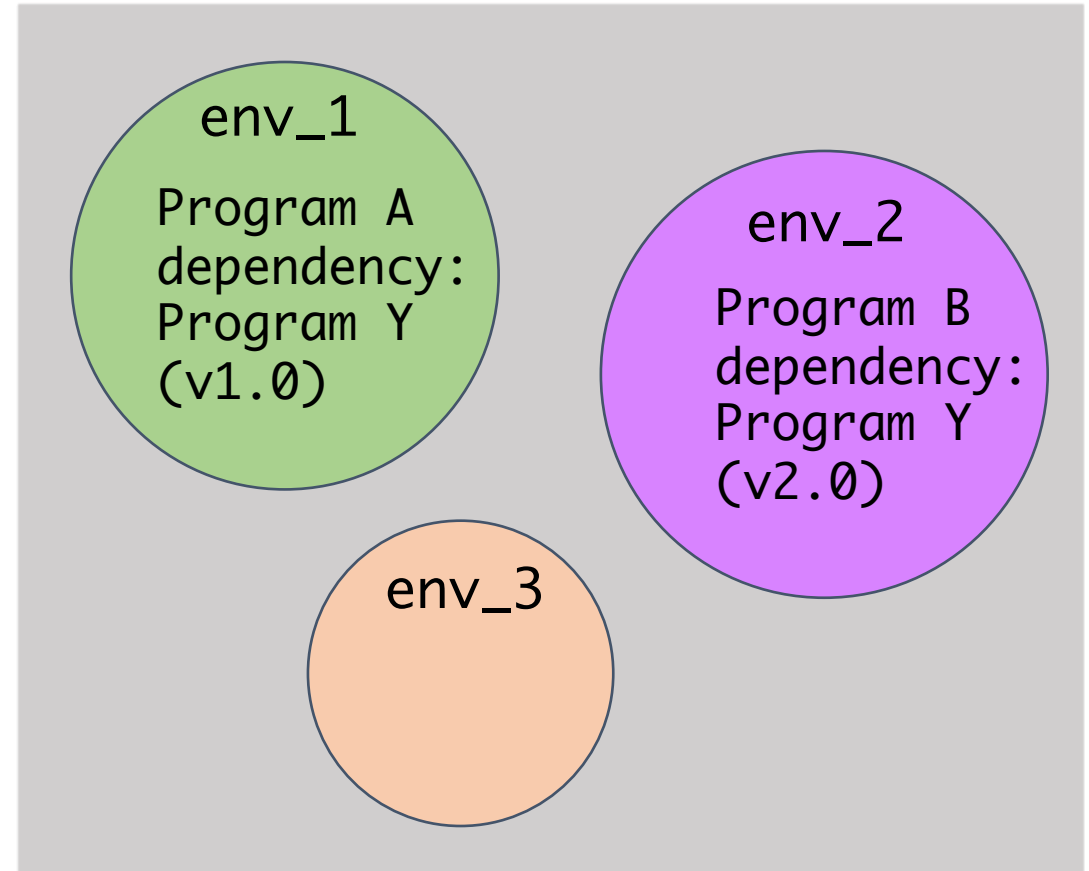 env_1
Program A
dependency:
Program Y
(v1.0)
env_2
Program B
dependency:
Program Y
(v2.0)
env_3